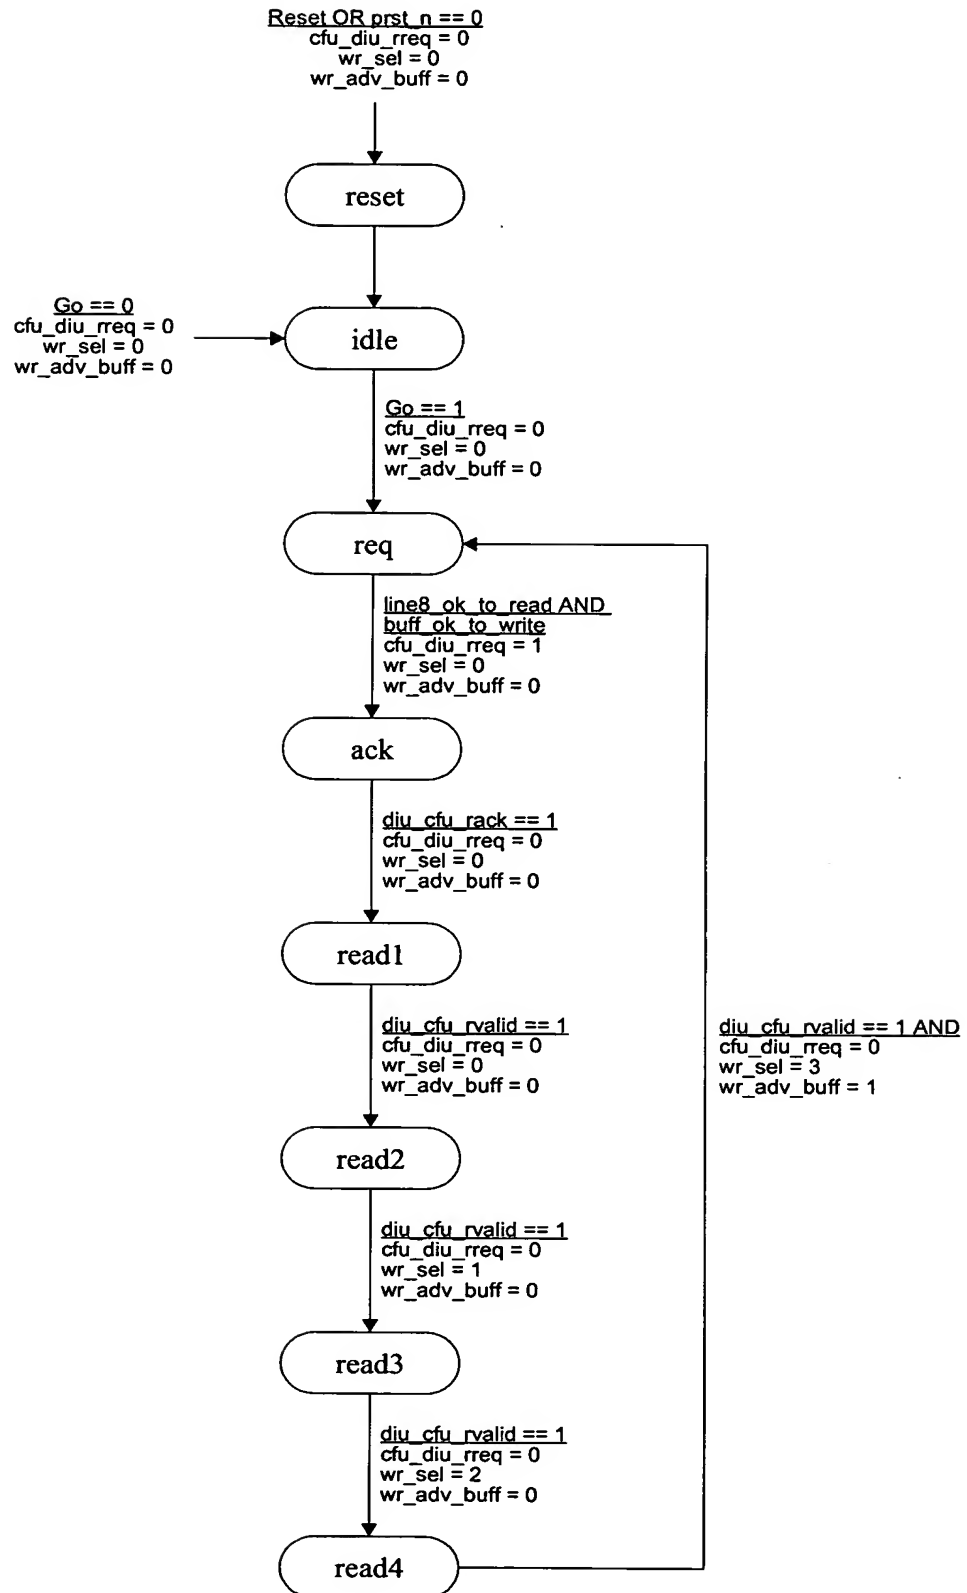 Reset OR prst_n == 0
cfu_diu_rreq = 0
wr_sel = 0
wr_adv_buff = 0
reset
Go == 0
cfu_diu_rreq = 0
wr_sel = 0
wr_adv_buff = 0
idle
Go == 1
cfu_diu_rreq = 0
wr_sel = 0
wr_adv_buff = 0
req
line8_ok_to_read AND
buff_ok_to_write
cfu_diu_rreq = 1
wr_sel = 0
wr_adv_buff = 0
ack
diu_cfu_rack == 1
cfu_diu_rreq = 0
wr_sel = 0
wr_adv_buff = 0
read1
diu_cfu_rvalid == 1
cfu_diu_rreq = 0
wr_sel = 0
wr_adv_buff = 0
diu_cfu_rvalid == 1 AND
cfu_diu_rreq = 0
wr_sel = 3
wr_adv_buff = 1
read2
diu_cfu_rvalid == 1
cfu_diu_rreq = 0
wr_sel = 1
wr_adv_buff = 0
read3
diu_cfu_rvalid == 1
cfu_diu_rreq = 0
wr_sel = 2
wr_adv_buff = 0
read4